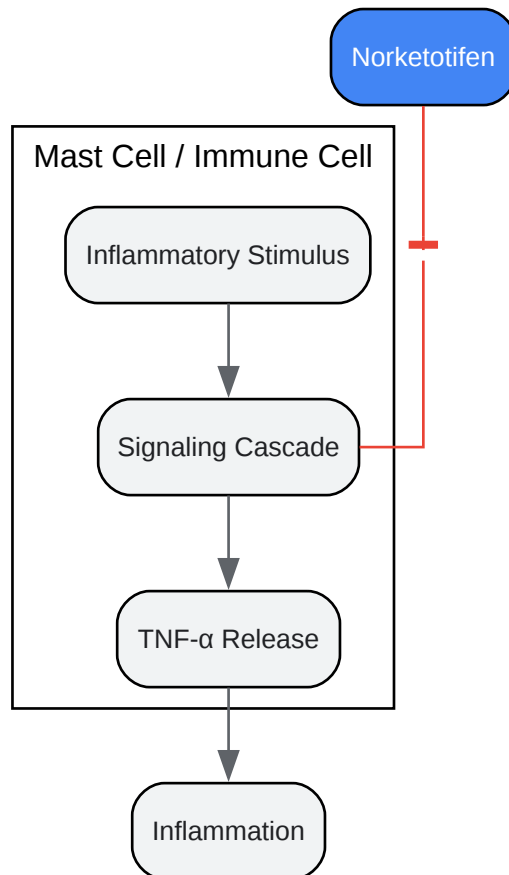 Norketotifen
Mast Cell / Immune Cell
Inflammatory Stimulus
Signaling Cascade
TNF-α Release
Inflammation